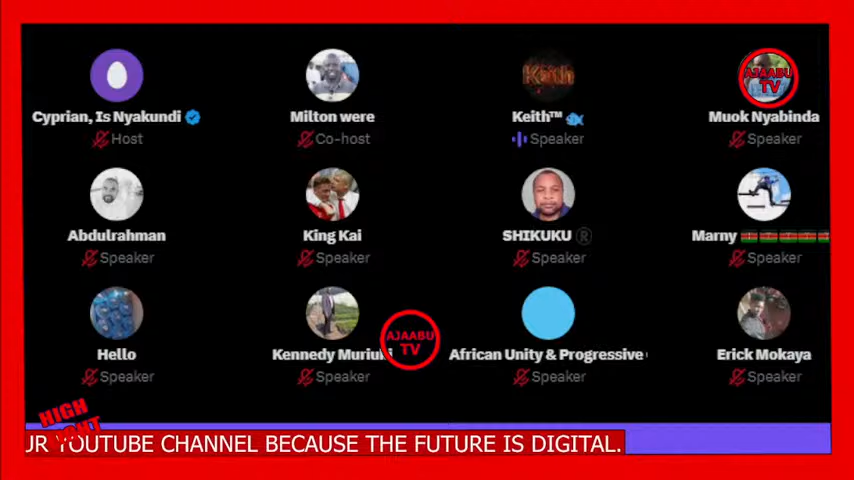 Keith
AJAABU
TV
Cyprian, Is Nyakundi
Milton were
Keith™
Muok Nyabinda
Host
Co-host
Speaker
Speaker
Abdulrahman
King Kai
SHIKUKU ®
Marny
Speaker
Speaker
Speaker
Speaker
AJAABU
TV
Hello
Kennedy Muriuki
African Unity & Progressive
Erick Mokaya
Speaker
Speaker
Speaker
Speaker
HIGH
UR YOUTUBE CHANNEL BECAUSE THE FUTURE IS DIGITAL.